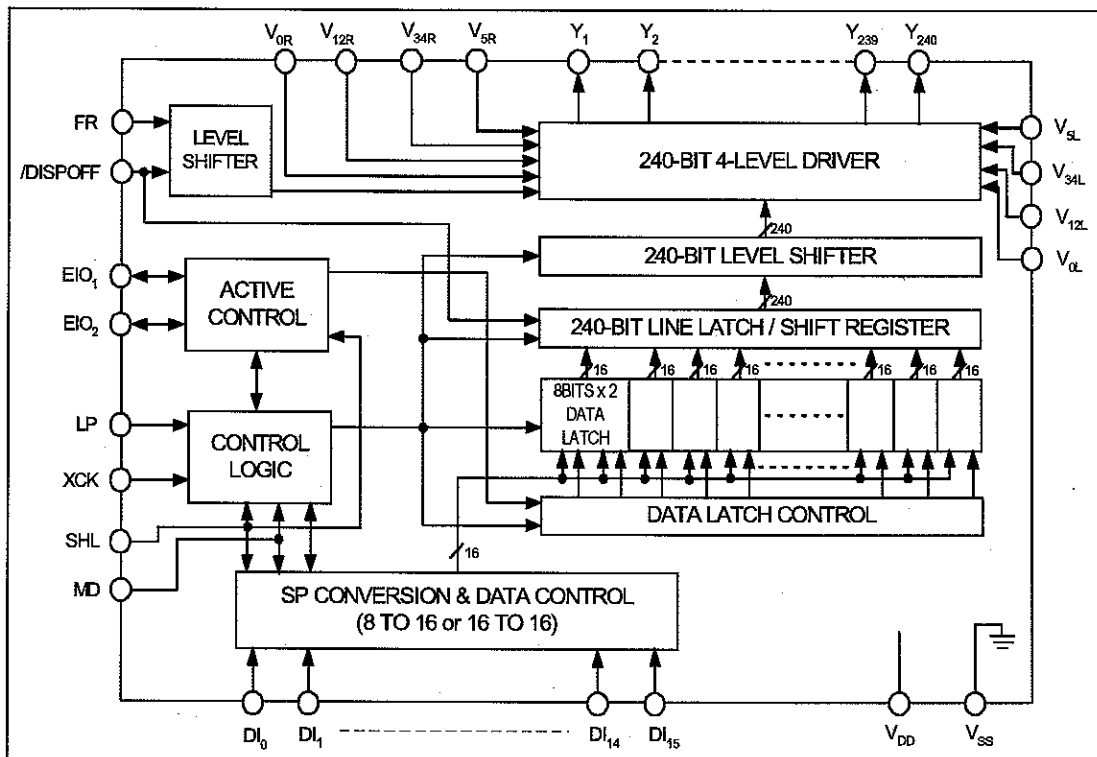 V0R V12R V34R V5R Y1 Y2 Y239 Y240
FR
LEVEL
SHIFTER
/DISPOFF
240-BIT 4-LEVEL DRIVER
V5L
V34L
V12L
V0L
240
240-BIT LEVEL SHIFTER
240
EIO1
EIO2
ACTIVE
CONTROL
240-BIT LINE LATCH / SHIFT REGISTER
16 16 16 16 16 16 16
8BITS x 2
DATA
LATCH
LP
XCK
CONTROL
LOGIC
SHL
MD
DATA LATCH CONTROL
16
SP CONVERSION & DATA CONTROL
(8 TO 16 or 16 TO 16)
DI0 DI1 DI14 DI15 VDD VSS